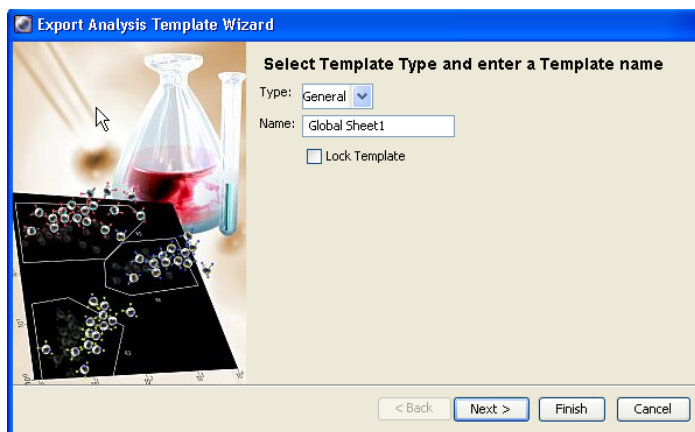 Export Analysis Template Wizard
Select Template Type and enter a Template name
Type: General
Name: Global Sheet1
Lock Template
< Back Next > Finish Cancel